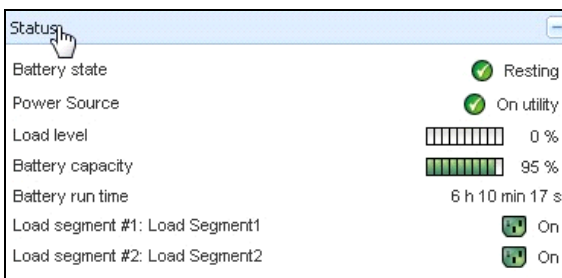 Status
Battery state Resting
Power Source On utility
Load level 0 %
Battery capacity 95 %
Battery run time 6 h 10 min 17 s
Load segment #1: Load Segment1 On
Load segment #2: Load Segment2 On